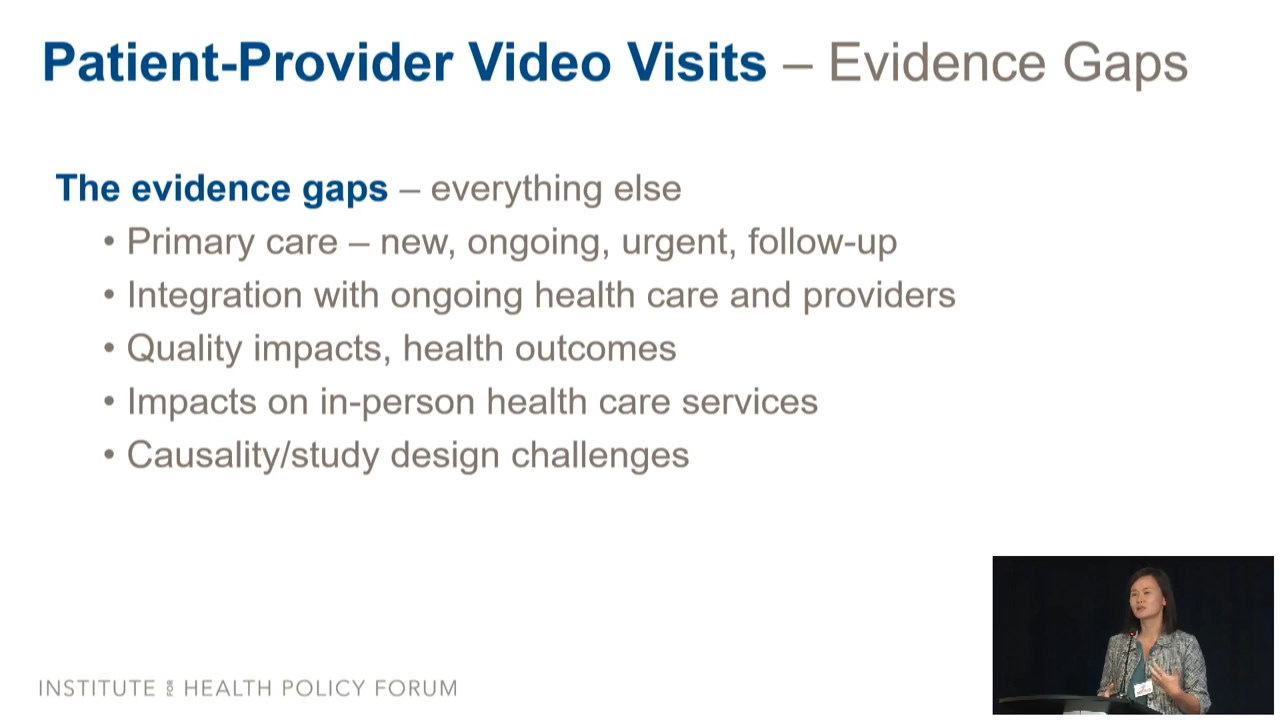 Patient-Provider Video Visits – Evidence Gaps
The evidence gaps – everything else
• Primary care – new, ongoing, urgent, follow-up
• Integration with ongoing health care and providers
• Quality impacts, health outcomes
• Impacts on in-person health care services
• Causality/study design challenges
INSTITUTE FOR HEALTH POLICY FORUM